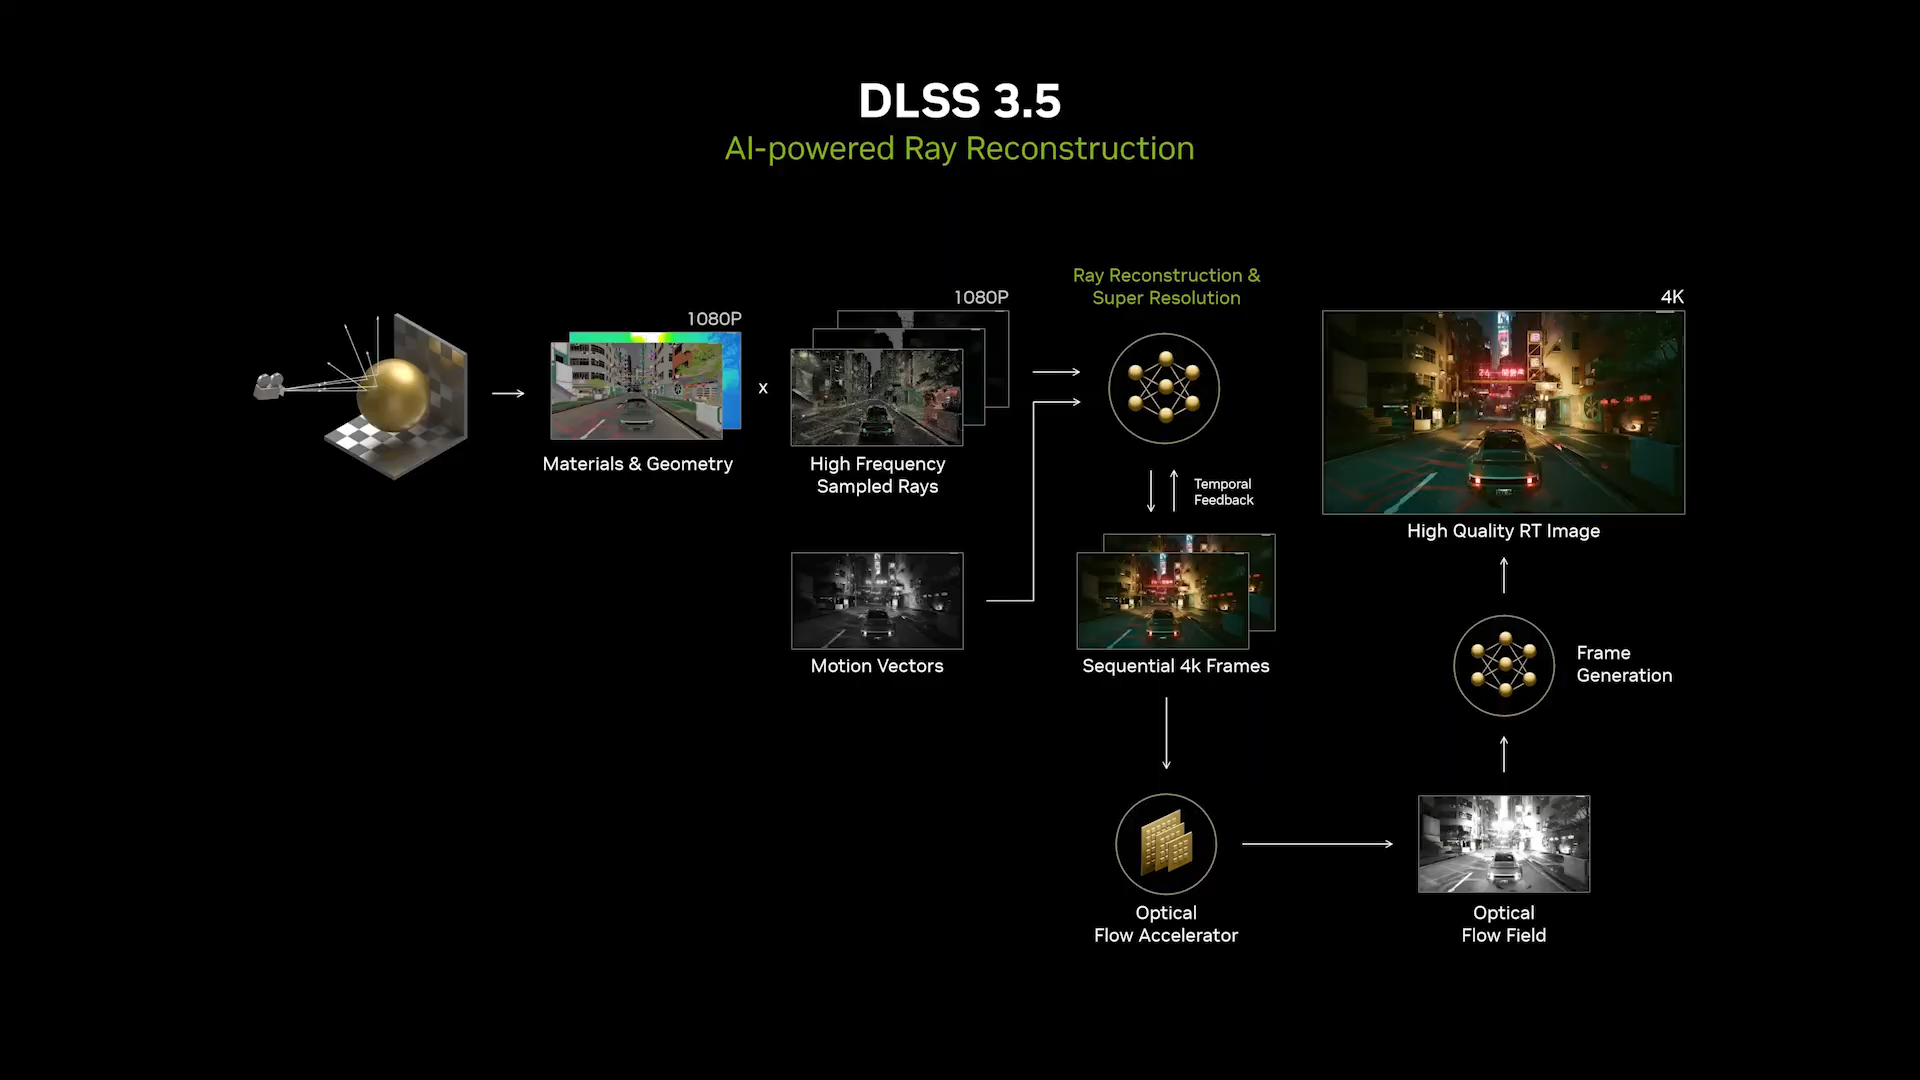 DLSS 3.5
AI-powered Ray Reconstruction
1080P
Materials & Geometry
x
1080P
High Frequency
Sampled Rays
Motion Vectors
Ray Reconstruction &
Super Resolution
Temporal
Feedback
Sequential 4k Frames
Optical
Flow Accelerator
Optical
Flow Field
Frame
Generation
4K
High Quality RT Image